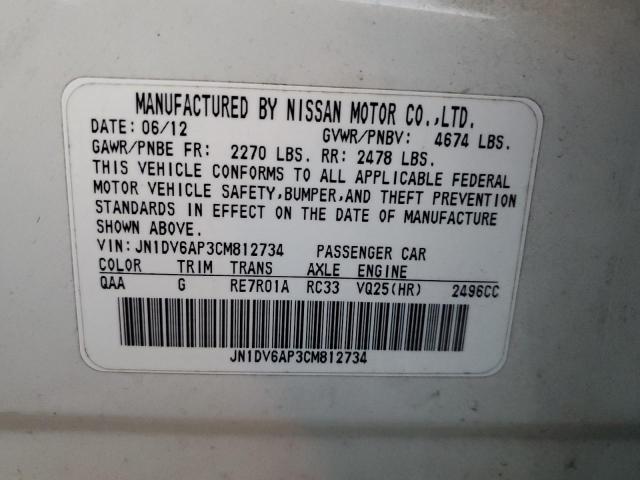 MANUFACTURED BY NISSAN MOTOR CO.,LTD.
DATE: 06/12 GVWR/PNBV: 4674 LBS.
GAWR/PNBE FR: 2270 LBS. RR: 2478 LBS.
THIS VEHICLE CONFORMS TO ALL APPLICABLE FEDERAL
MOTOR VEHICLE SAFETY,BUMPER,AND THEFT PREVENTION
STANDARDS IN EFFECT ON THE DATE OF MANUFACTURE
SHOWN ABOVE.
VIN: JN1DV6AP3CM812734 PASSENGER CAR
COLOR TRIM TRANS AXLE ENGINE
QAA G RE7R01A RC33 VQ25(HR) 2496CC
JN1DV6AP3CM812734